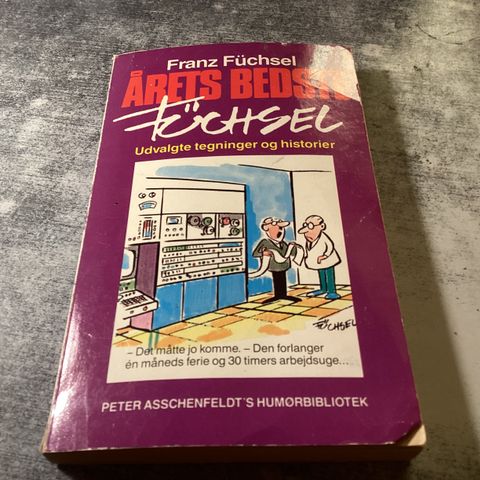 Franz Füchsel
ÅRETS BEDSTE
FÜCHSEL
Udvalgte tegninger og historier
FÜCHSEL
– Det måtte jo komme. – Den forlanger
én måneds ferie og 30 timers arbejdsuge...
PETER ASSCHENFELDT'S HUMØRBIBLIOTEK